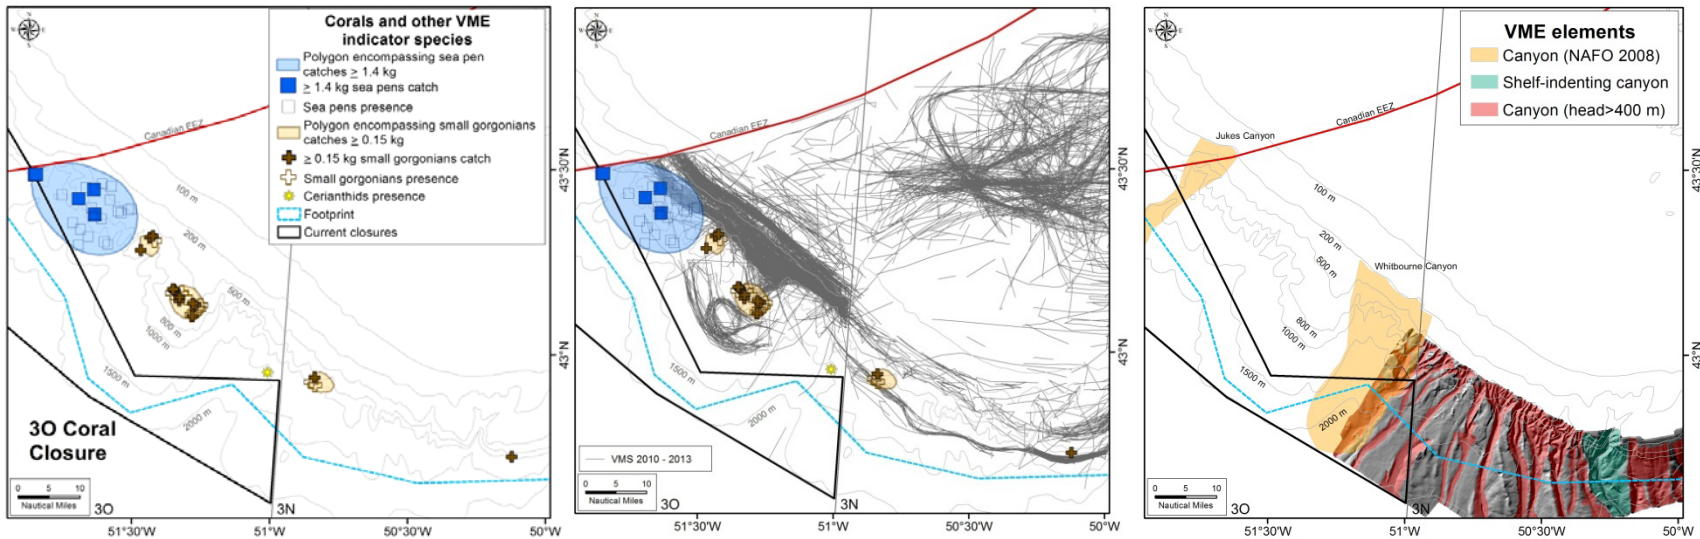 Corals and other VME
indicator species
Polygon encompassing sea pen
catches ≥ 1.4 kg
≥ 1.4 kg sea pens catch
Sea pens presence
Polygon encompassing small gorgonians
catches ≥ 0.15 kg
≥ 0.15 kg small gorgonians catch
Small gorgonians presence
Cerianthids presence
Footprint
Current closures
N
W
E
S
Canadian EEZ
100 m
200 m
500 m
800 m
1000 m
1500 m
2000 m
3O Coral
Closure
0 5 10
Nautical Miles
3O
3N
43°30'N
43°N
51°30'W
51°W
50°30'W
50°W
N
W
E
S
Canadian EEZ
VMS 2010 - 2013
100 m
1500 m
2000 m
0 5 10
Nautical Miles
3O
3N
43°30'N
43°N
51°30'W
51°W
50°30'W
50°W
N
W
E
S
VME elements
Canyon (NAFO 2008)
Shelf-indenting canyon
Canyon (head>400 m)
Canadian EEZ
Jukes Canyon
100 m
200 m
500 m
Whitbourne Canyon
800 m
1000 m
1500 m
2000 m
0 5 10
Nautical Miles
3O
3N
43°30'N
43°N
51°30'W
51°W
50°30'W
50°W